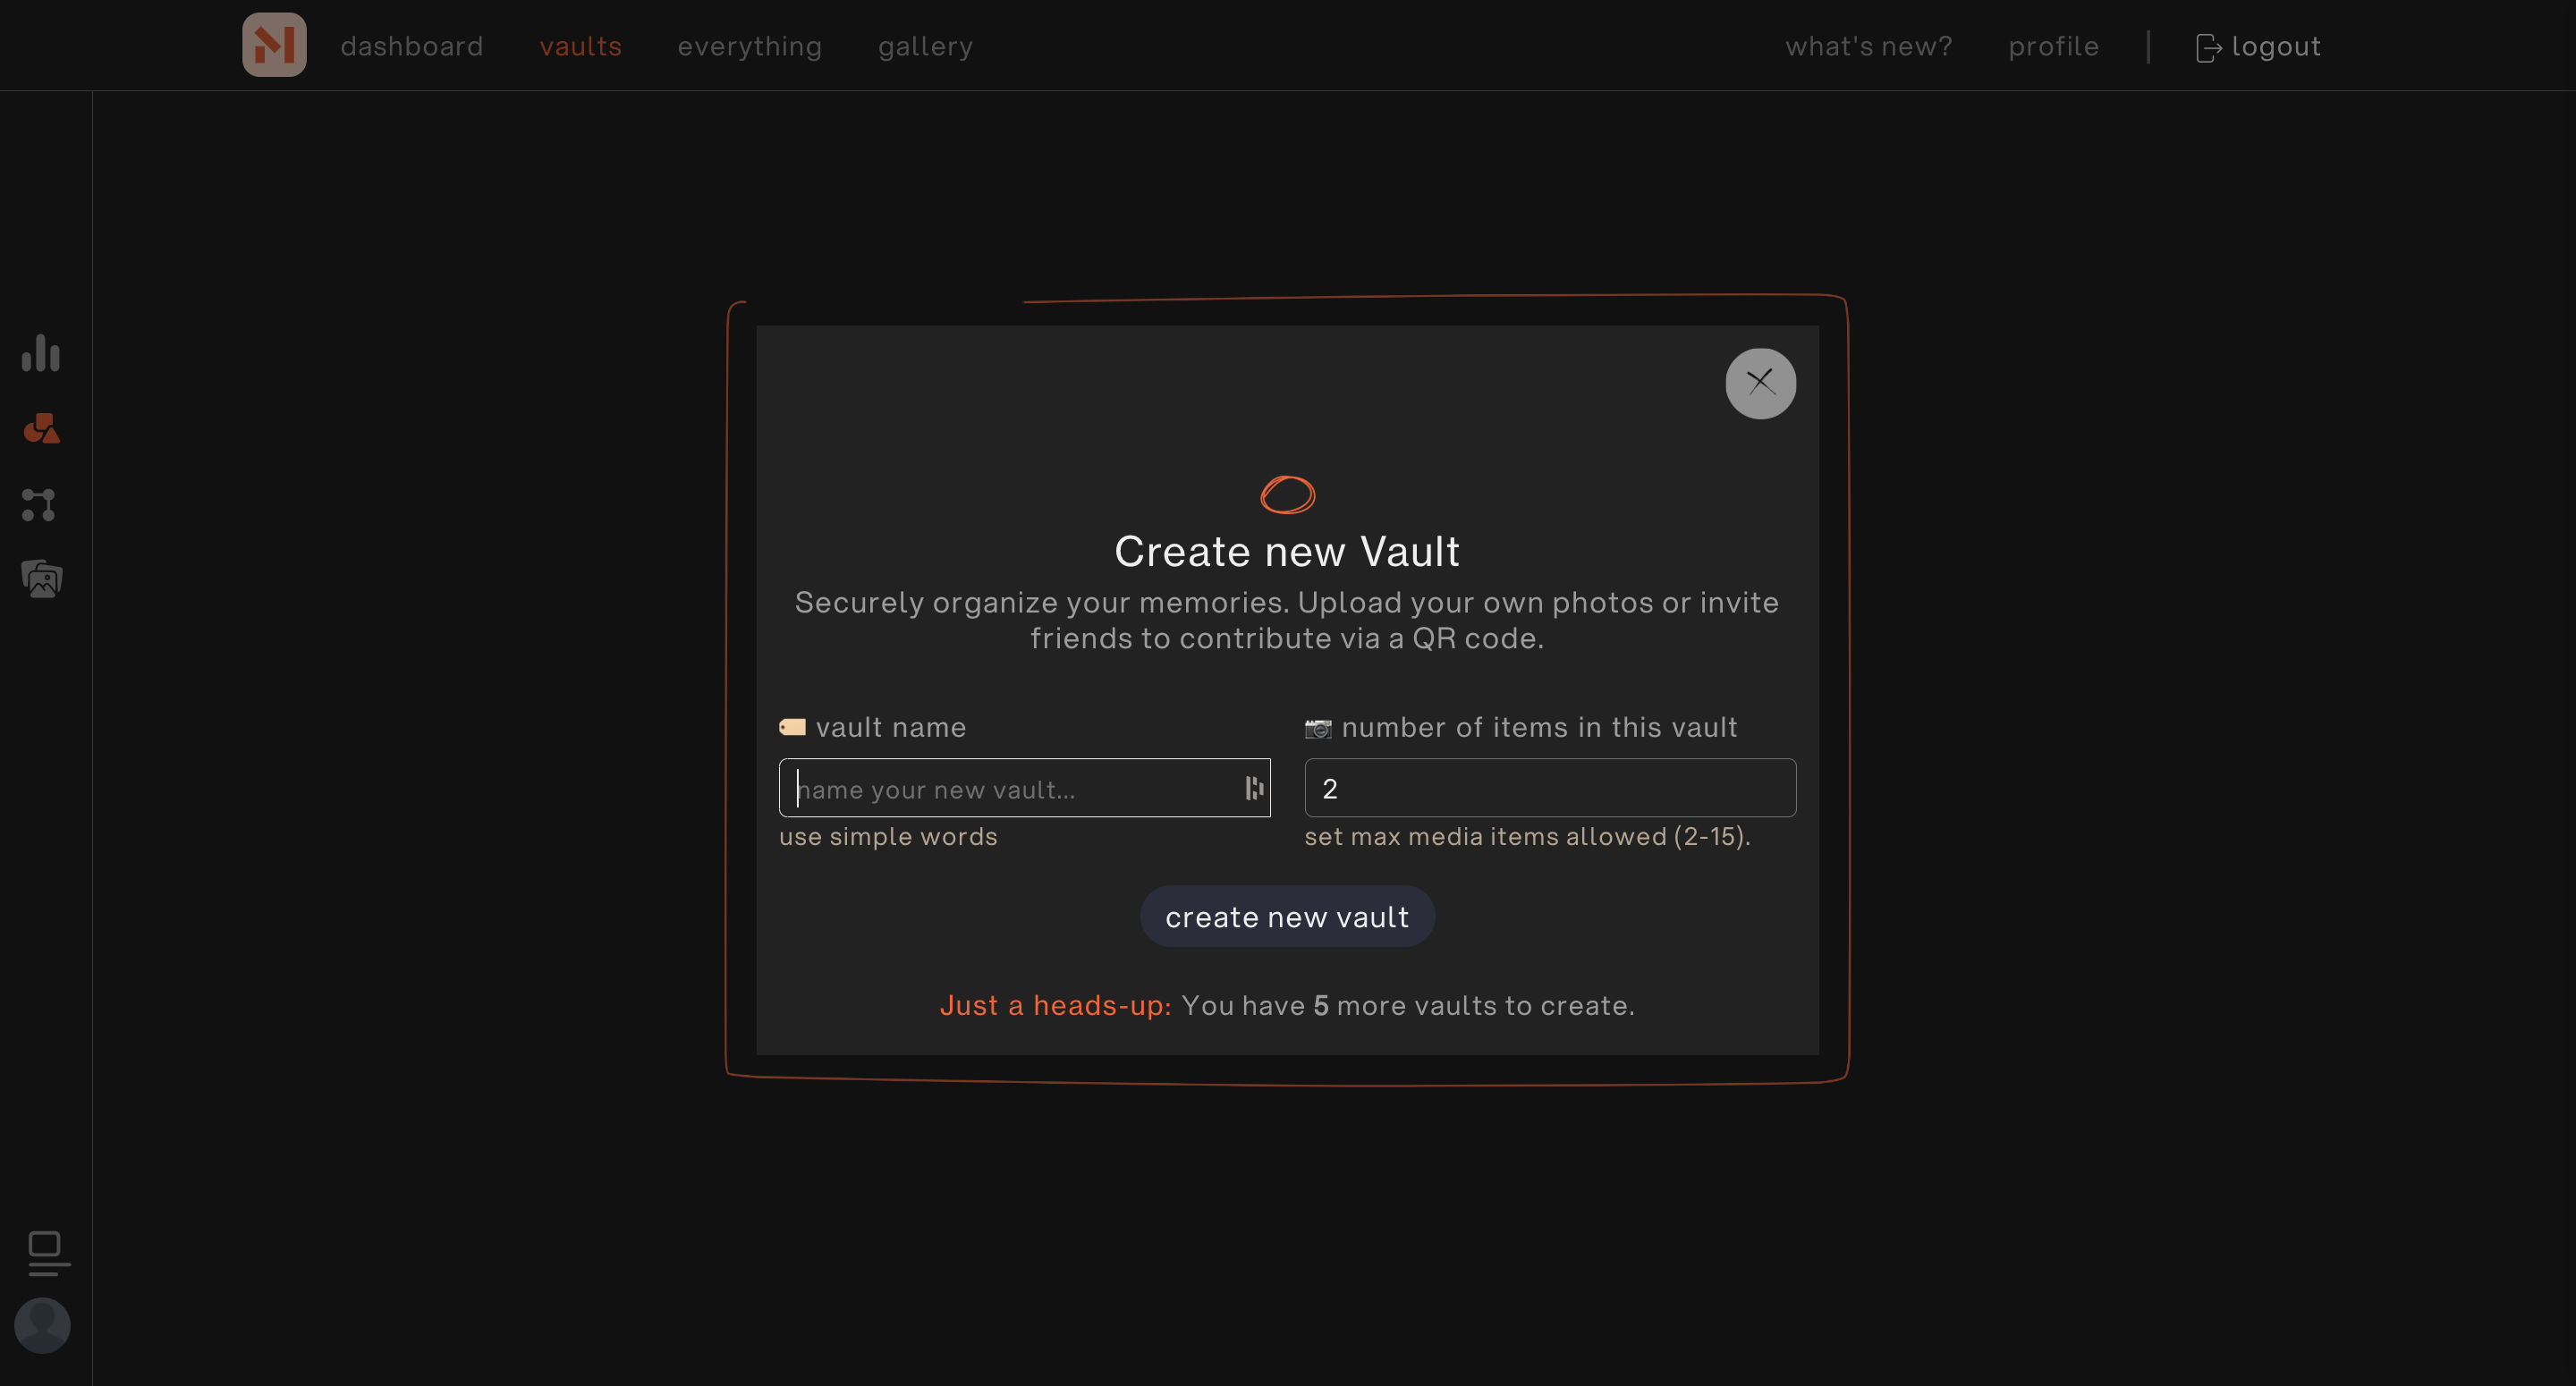 dashboard
vaults
everything
gallery
what's new?
profile
logout
Create new Vault
Securely organize your memories. Upload your own photos or invite
friends to contribute via a QR code.
vault name
number of items in this vault
name your new vault...
2
use simple words
set max media items allowed (2-15).
create new vault
Just a heads-up: You have 5 more vaults to create.